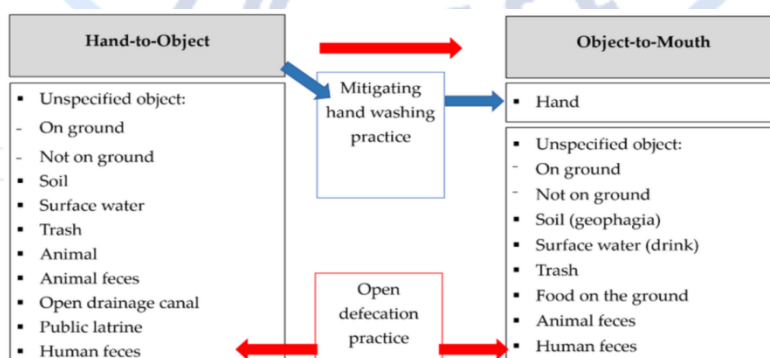 Hand-to-Object
▪ Unspecified object:
- On ground
- Not on ground
▪ Soil
▪ Surface water
▪ Trash
▪ Animal
▪ Animal feces
▪ Open drainage canal
▪ Public latrine
▪ Human feces
Mitigating
hand washing
practice
Open
defecation
practice
Object-to-Mouth
▪ Hand
▪ Unspecified object:
- On ground
- Not on ground
▪ Soil (geophagia)
▪ Surface water (drink)
▪ Trash
▪ Food on the ground
▪ Animal feces
▪ Human feces